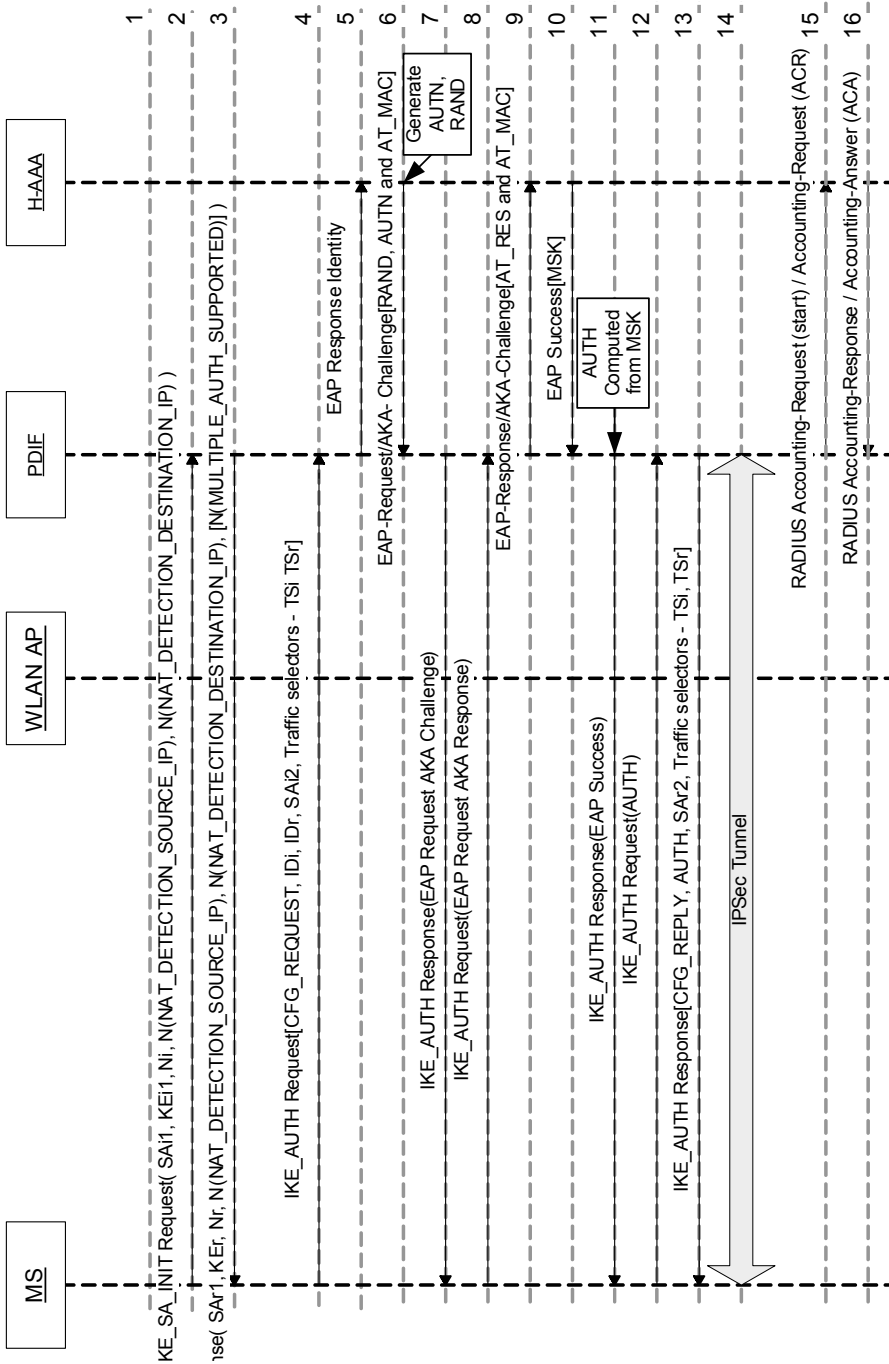 MS
WLAN AP
PDIF
H-AAA
1
KE_SA_INIT Request( SAi1, KEi1, Ni, N(NAT_DETECTION_SOURCE_IP), N(NAT_DETECTION_DESTINATION_IP) )
2
nse( SAr1, KEr, Nr, N(NAT_DETECTION_SOURCE_IP), N(NAT_DETECTION_DESTINATION_IP), [N(MULTIPLE_AUTH_SUPPORTED)] )
3
IKE_AUTH Request[CFG_REQUEST, IDi, IDr, SAi2, Traffic selectors - TSi TSr]
4
EAP Response Identity
5
EAP-Request/AKA- Challenge[RAND, AUTN and AT_MAC]
6
Generate
AUTN,
RAND
IKE_AUTH Response(EAP Request AKA Challenge)
7
IKE_AUTH Request(EAP Request AKA Response)
8
EAP-Response/AKA-Challenge[AT_RES and AT_MAC]
9
EAP Success[MSK]
10
AUTH
Computed
from MSK
IKE_AUTH Response(EAP Success)
11
IKE_AUTH Request(AUTH)
12
IKE_AUTH Response[CFG_REPLY, AUTH, SAr2, Traffic selectors - TSi, TSr]
13
IPSec Tunnel
14
RADIUS Accounting-Request (start) / Accounting-Request (ACR)
15
RADIUS Accounting-Response / Accounting-Answer (ACA)
16